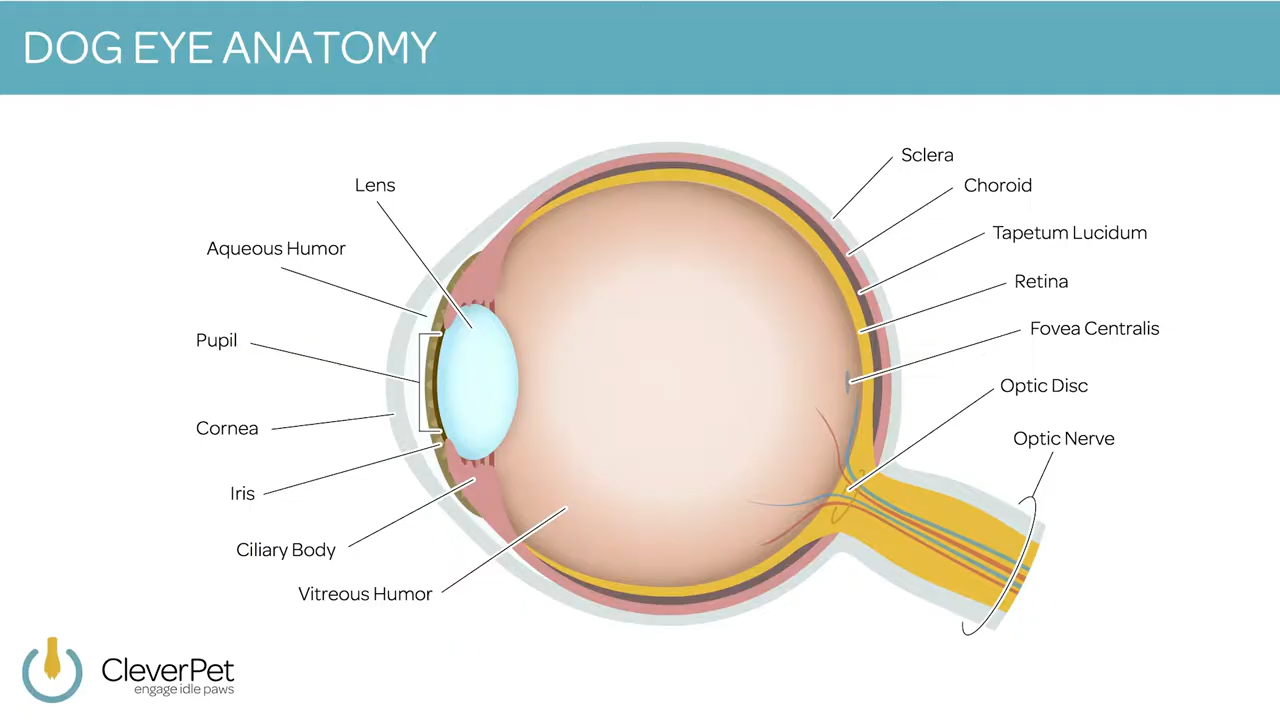 DOG EYE ANATOMY
Lens
Aqueous Humor
Pupil
Cornea
Iris
Ciliary Body
Vitreous Humor
Sclera
Choroid
Tapetum Lucidum
Retina
Fovea Centralis
Optic Disc
Optic Nerve
CleverPet
engage idle paws